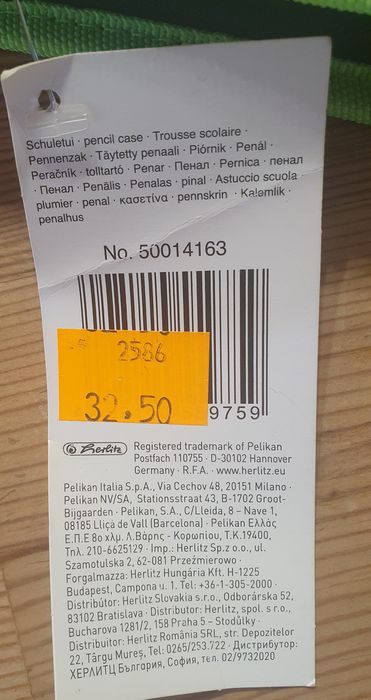 Schuletui · pencil case · Trousse scolaire ·
Pennenzak · Täytetty penaali · Piórnik · Penál ·
Peračník · tolltartó · Penar · Пенал · Pernica · пенал
· Пенал · Penālis · Penalas · pinal · Astuccio scuola
plumier · penal · κασετίνα · pennskrin · Kalemlik ·
penalhus
No. 50014163
2586
32.50
9759
Herlitz
Registered trademark of Pelikan
Postfach 110755 · D-30102 Hannover
Germany · R.F.A. · www.herlitz.eu
Pelikan Italia S.p.A., Via Cechov 48, 20151 Milano ·
Pelikan NV/SA, Stationsstraat 43, B-1702 Groot-
Bijgaarden · Pelikan, S.A., C/Lleida, 8 – Nave 1,
08185 Lliçà de Vall (Barcelona) · Pelikan Ελλάς
Ε.Π.Ε 8ο χλμ. Λ.Βάρης - Κορωπίου, Τ.Κ.19400,
Τηλ. 210-6625129 · Imp.: Herlitz Sp.z o.o., ul.
Szamotulska 2, 62-081 Przeźmierowo ·
Forgalmazza: Herlitz Hungária Kft. H-1225
Budapest, Campona u. 1. Tel: +36-1-305-2000 ·
Distribútor: Herlitz Slovakia s.r.o., Odborárska 52,
83102 Bratislava · Distributor: Herlitz, spol. s r.o.,
Bucharova 1281/2, 158 Praha 5 – Stodůlky ·
Distribuitor: Herlitz România SRL, str. Depozitelor
22, Târgu Mureş, Tel: 0265/253.722 · Дистрибутор:
ХЕРЛИТЦ България, София, тел. 02/9732020